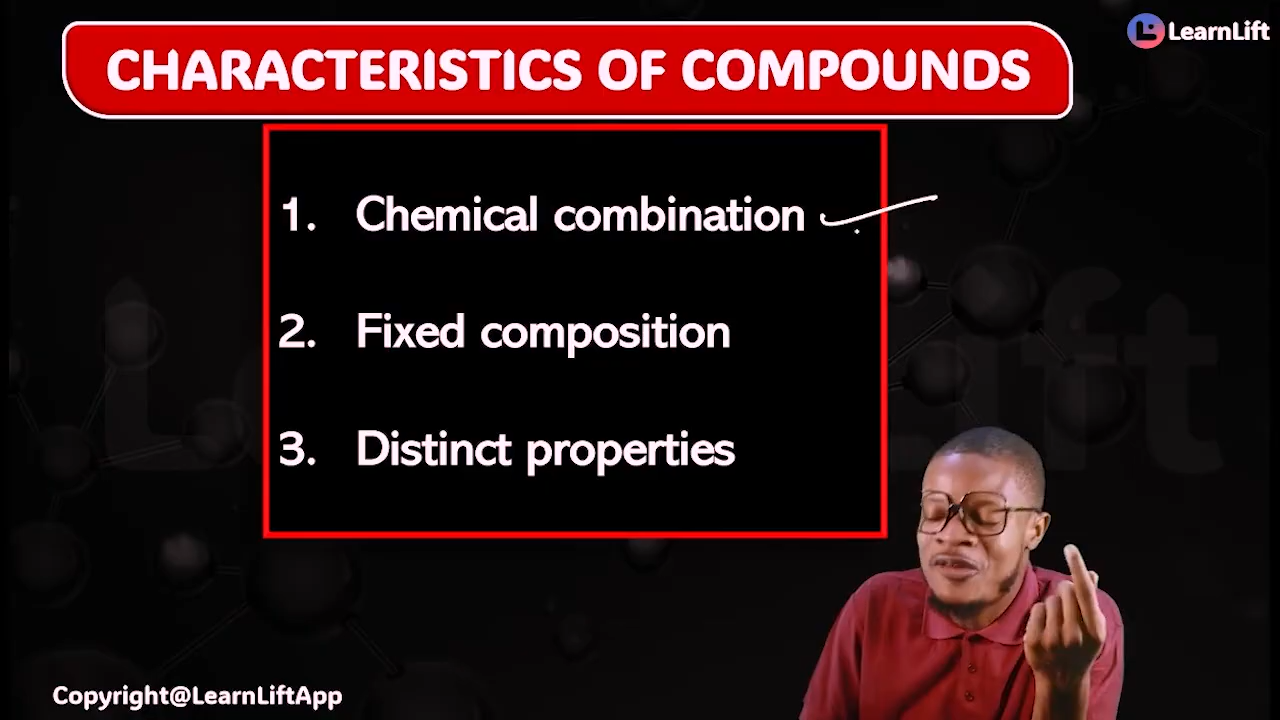 CHARACTERISTICS OF COMPOUNDS
LearnLift
1. Chemical combination
2. Fixed composition
3. Distinct properties
Copyright@LearnLiftApp